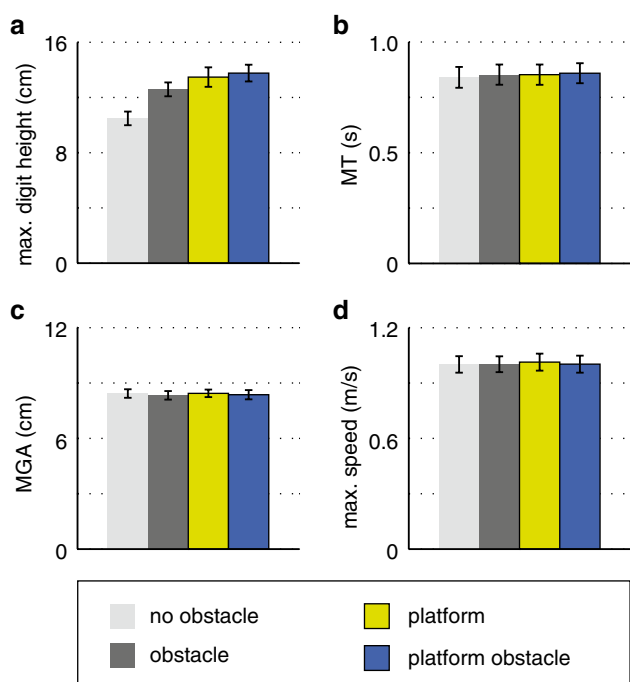 a
16
8
0
max. digit height (cm)
b
1.0
0.5
0
MT (s)
c
12
6
0
MGA (cm)
d
1.2
0.6
0
max. speed (m/s)
no obstacle
obstacle
platform
platform obstacle